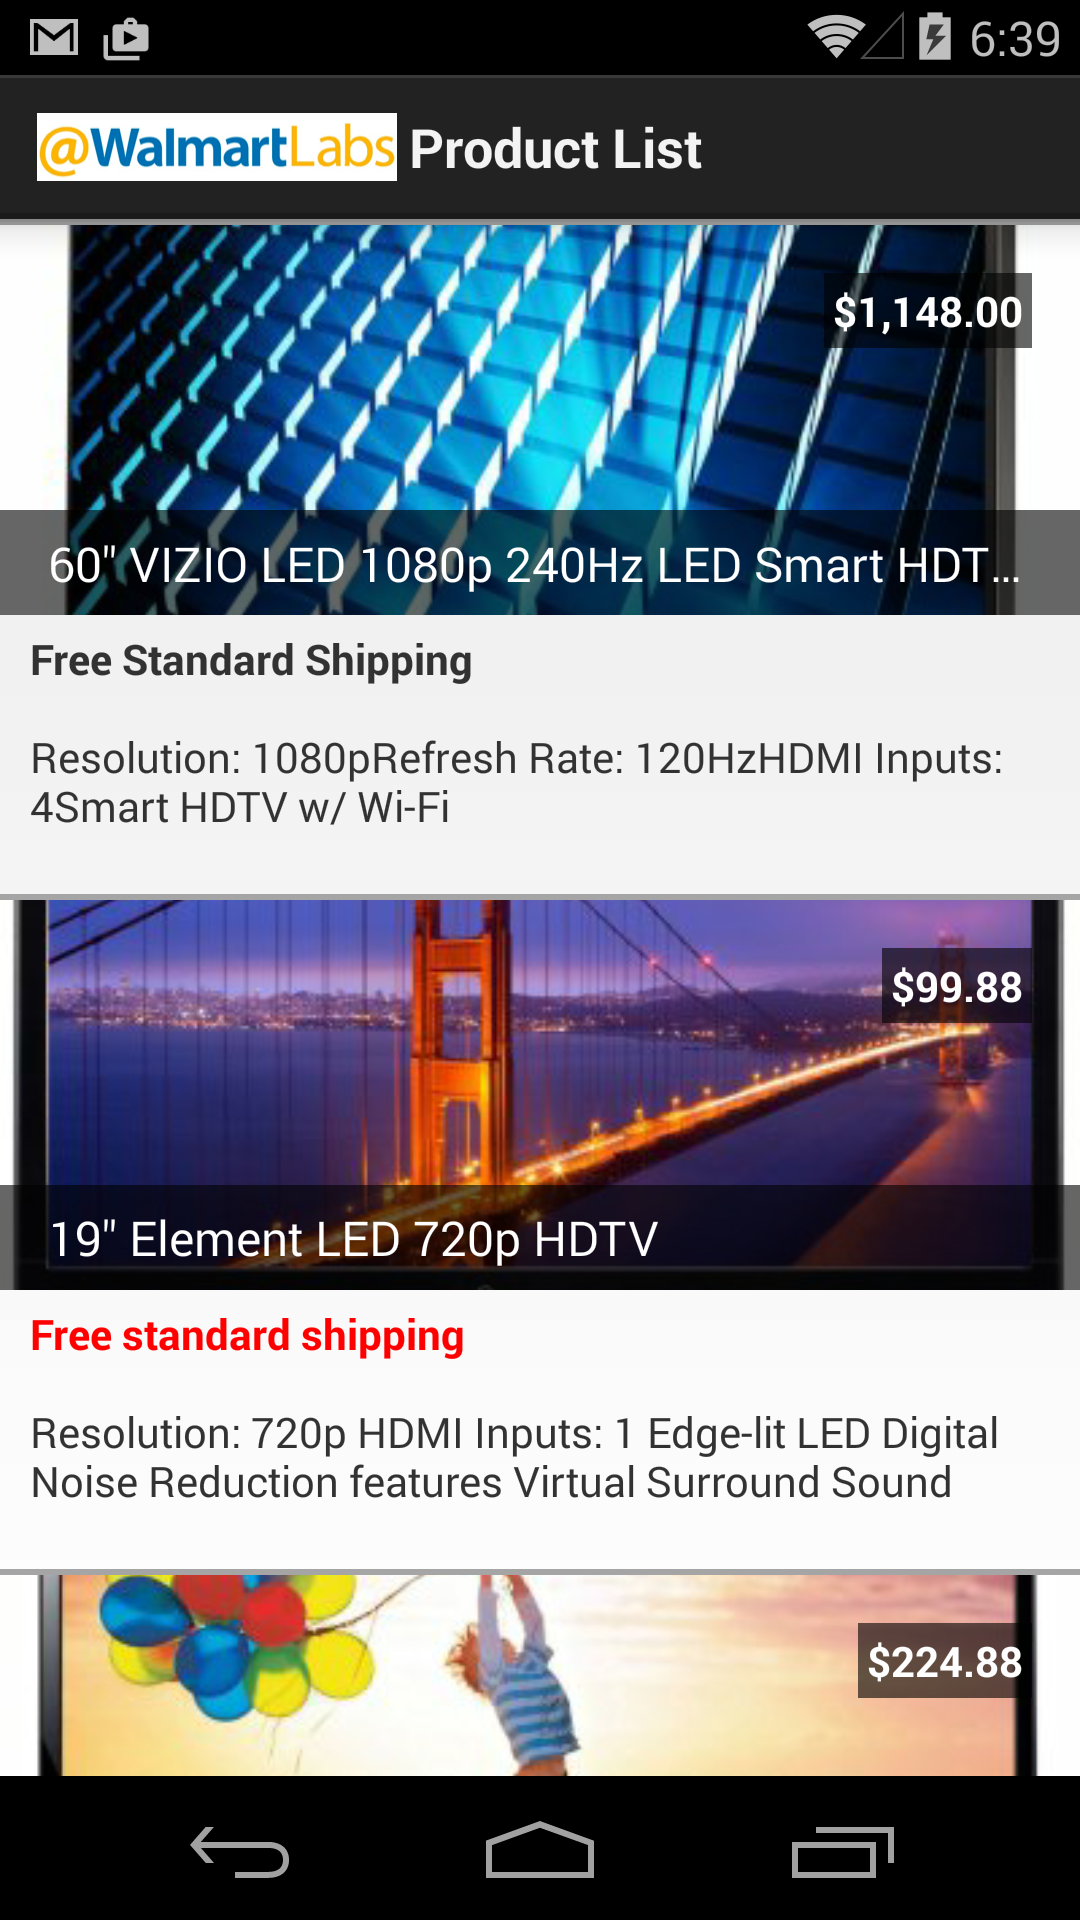 6:39
@WalmartLabs Product List
$1,148.00
60" VIZIO LED 1080p 240Hz LED Smart HDT...
Free Standard Shipping
Resolution: 1080pRefresh Rate: 120HzHDMI Inputs:
4Smart HDTV w/ Wi-Fi
$99.88
19" Element LED 720p HDTV
Free standard shipping
Resolution: 720p HDMI Inputs: 1 Edge-lit LED Digital
Noise Reduction features Virtual Surround Sound
$224.88